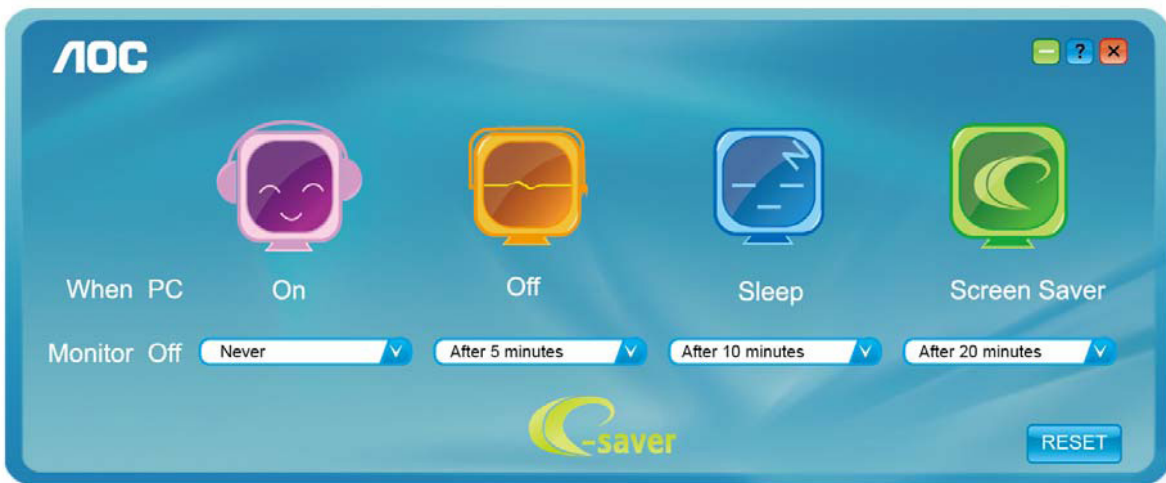 AOC
?
When PC On Off Sleep Screen Saver
Monitor Off Never After 5 minutes After 10 minutes After 20 minutes
e-saver
RESET